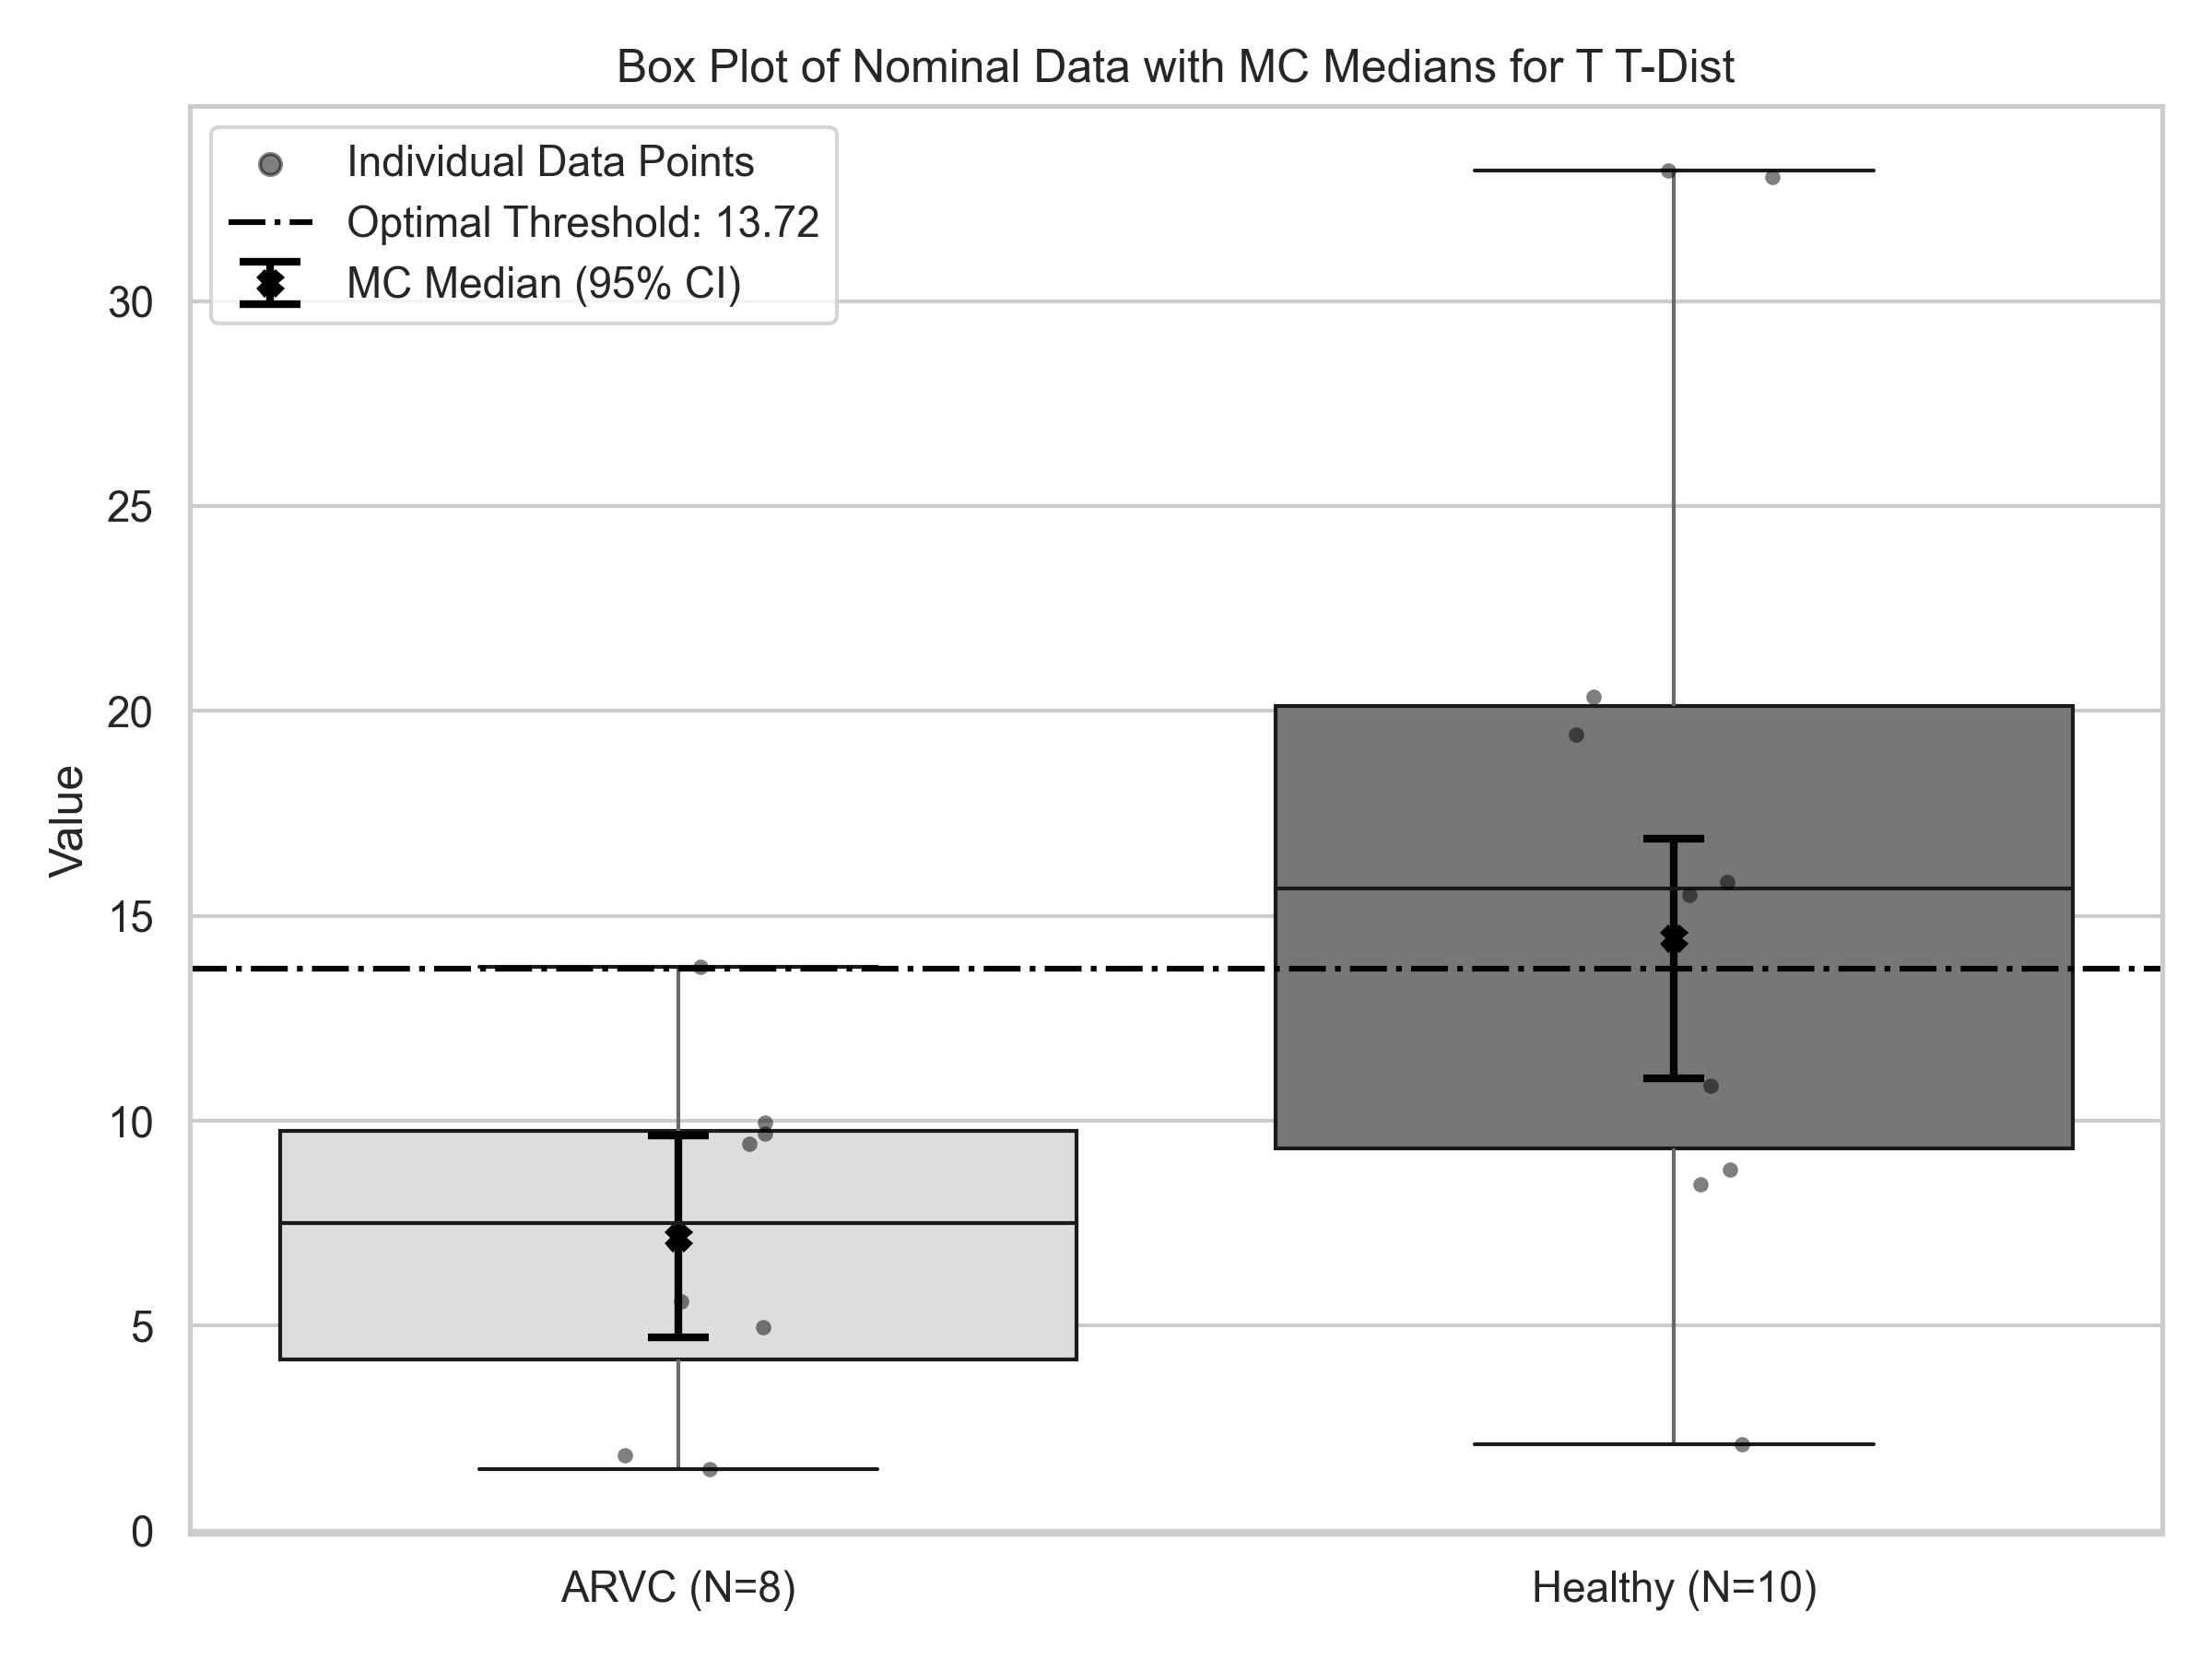 Box Plot of Nominal Data with MC Medians for T T-Dist
Individual Data Points
Optimal Threshold: 13.72
MC Median (95% CI)
30
25
20
15
10
5
0
Value
ARVC (N=8)
Healthy (N=10)